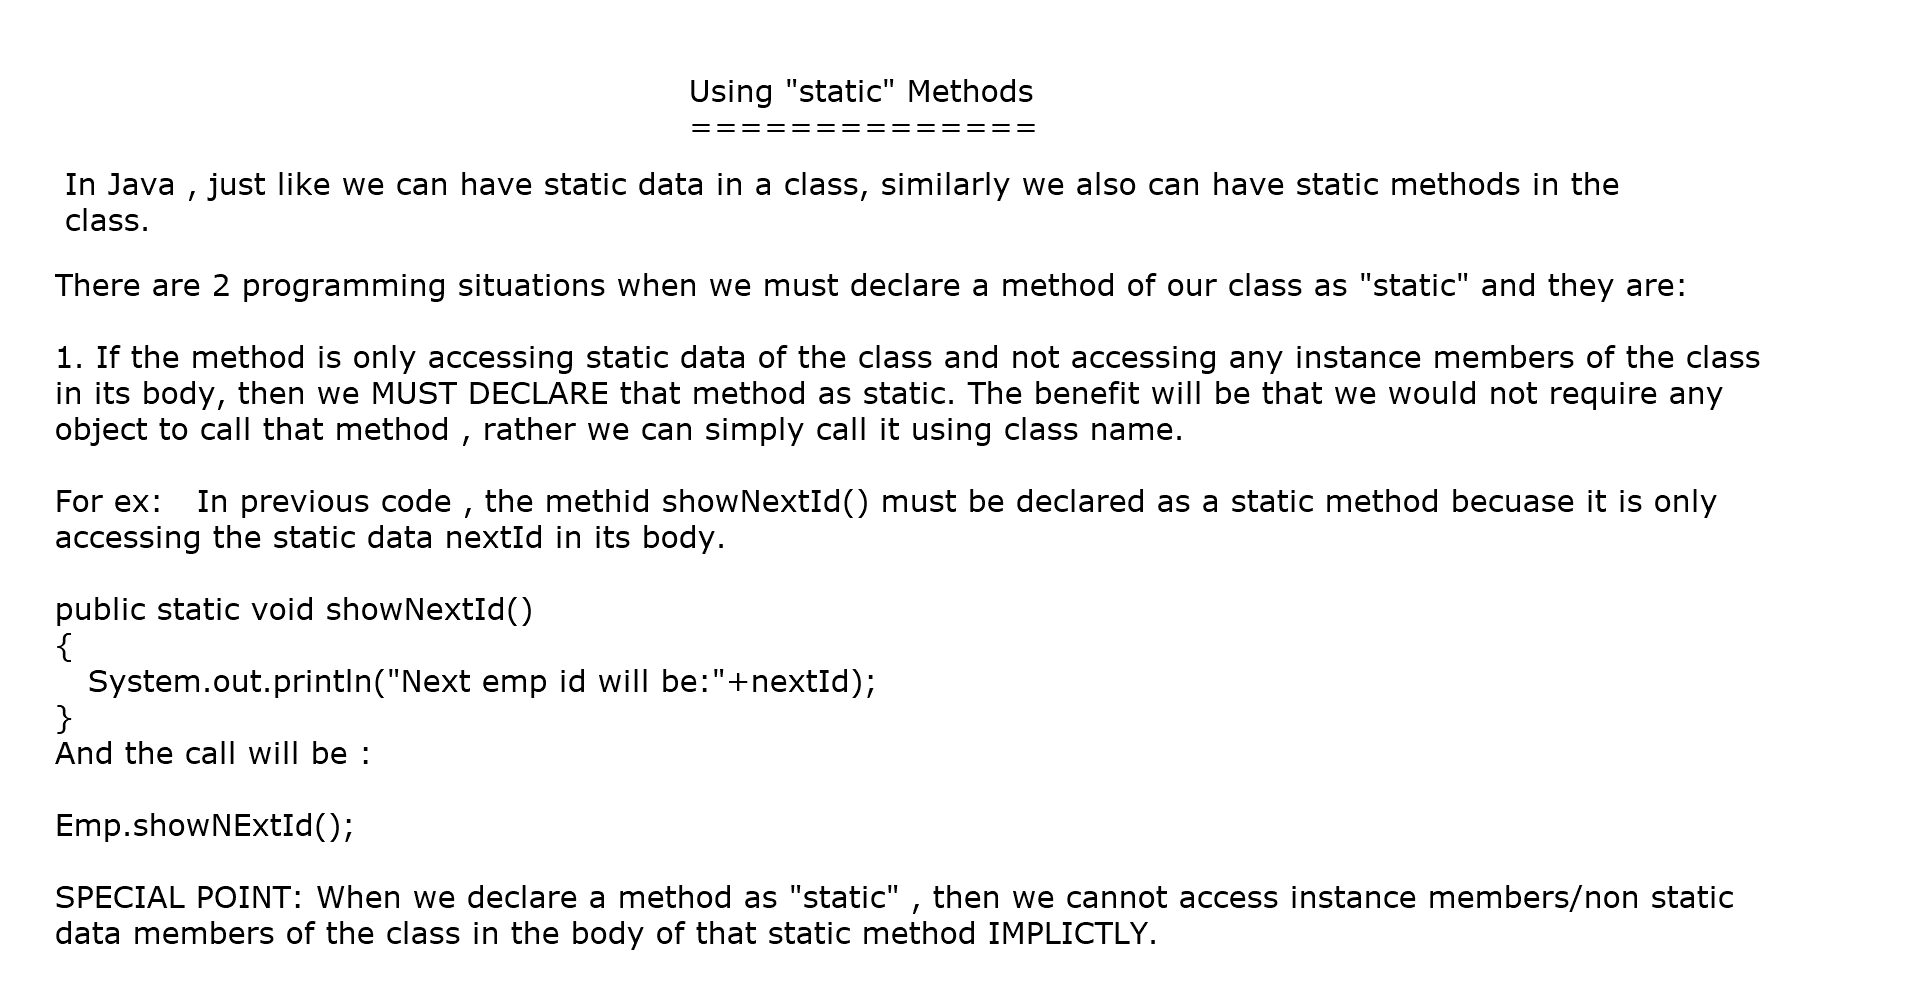 Using "static" Methods
==============
In Java , just like we can have static data in a class, similarly we also can have static methods in the
class.
There are 2 programming situations when we must declare a method of our class as "static" and they are:
1. If the method is only accessing static data of the class and not accessing any instance members of the class
in its body, then we MUST DECLARE that method as static. The benefit will be that we would not require any
object to call that method , rather we can simply call it using class name.
For ex:    In previous code , the methid showNextId() must be declared as a static method becuase it is only
accessing the static data nextId in its body.
public static void showNextId()
{
   System.out.println("Next emp id will be:"+nextId);
}
And the call will be :
Emp.showNExtId();
SPECIAL POINT: When we declare a method as "static" , then we cannot access instance members/non static
data members of the class in the body of that static method IMPLICTLY.